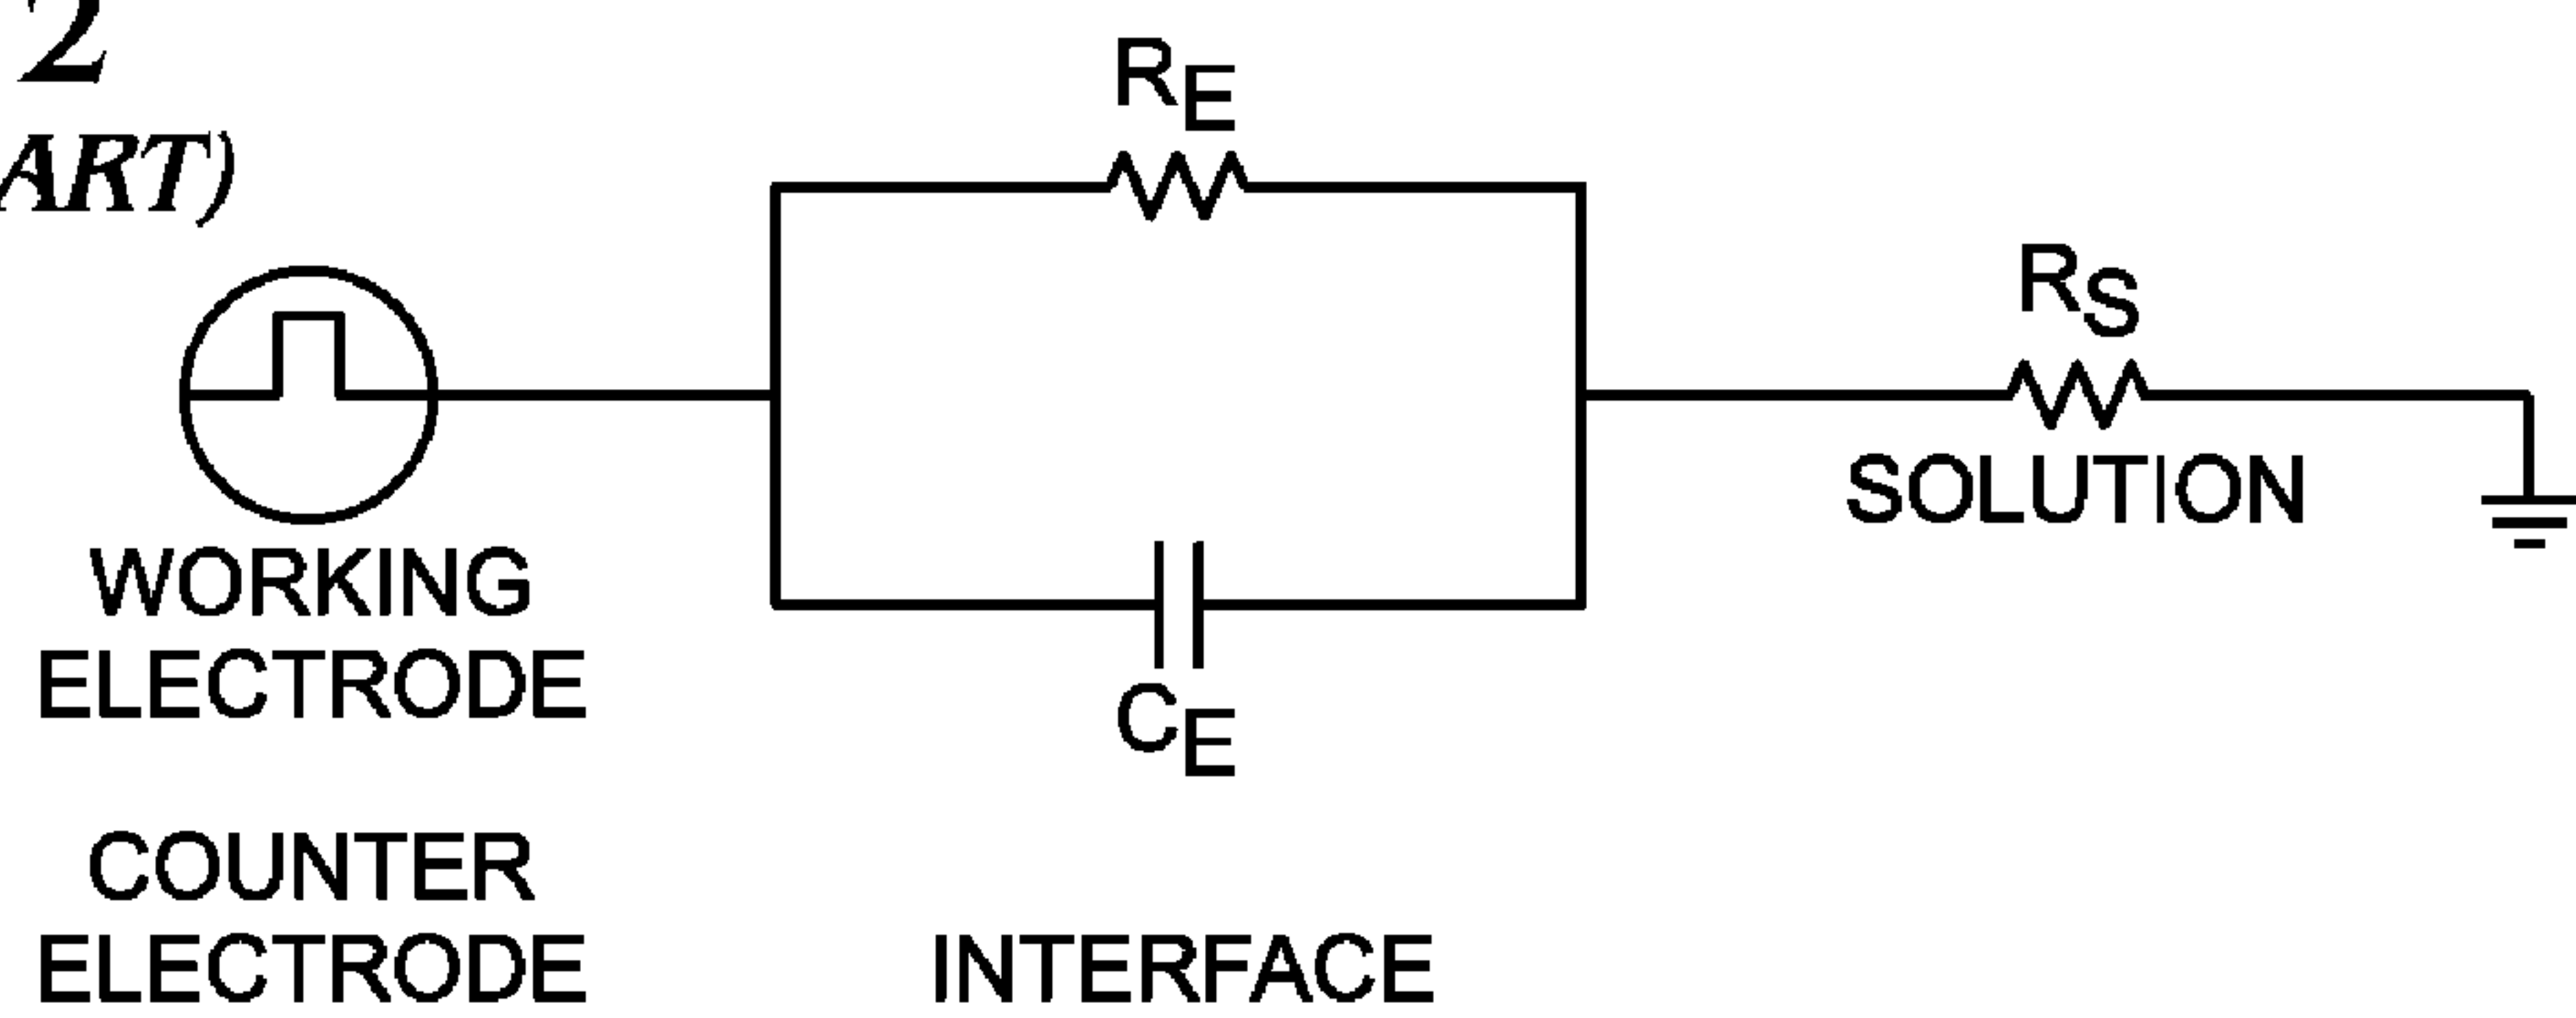 2
ART)
RE
RS
SOLUTION
WORKING
ELECTRODE
CE
COUNTER
ELECTRODE
INTERFACE